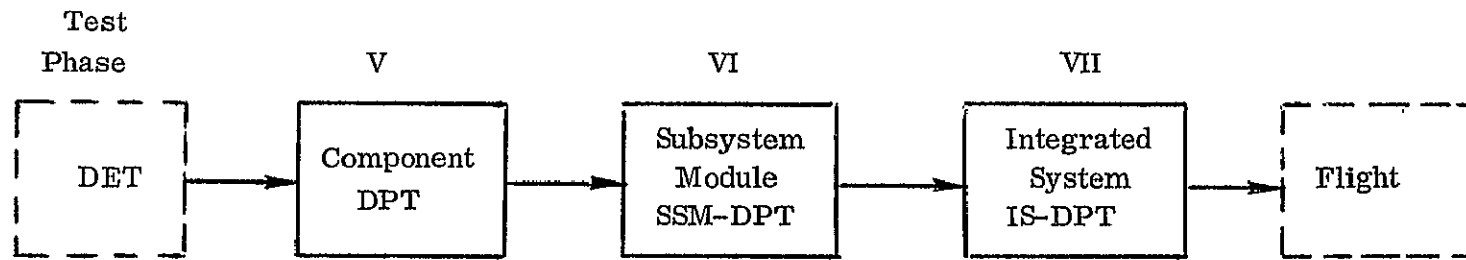 Test
Phase
V
VI
VII
DET
Component
DPT
Subsystem
Module
SSM-DPT
Integrated
System
IS-DPT
Flight